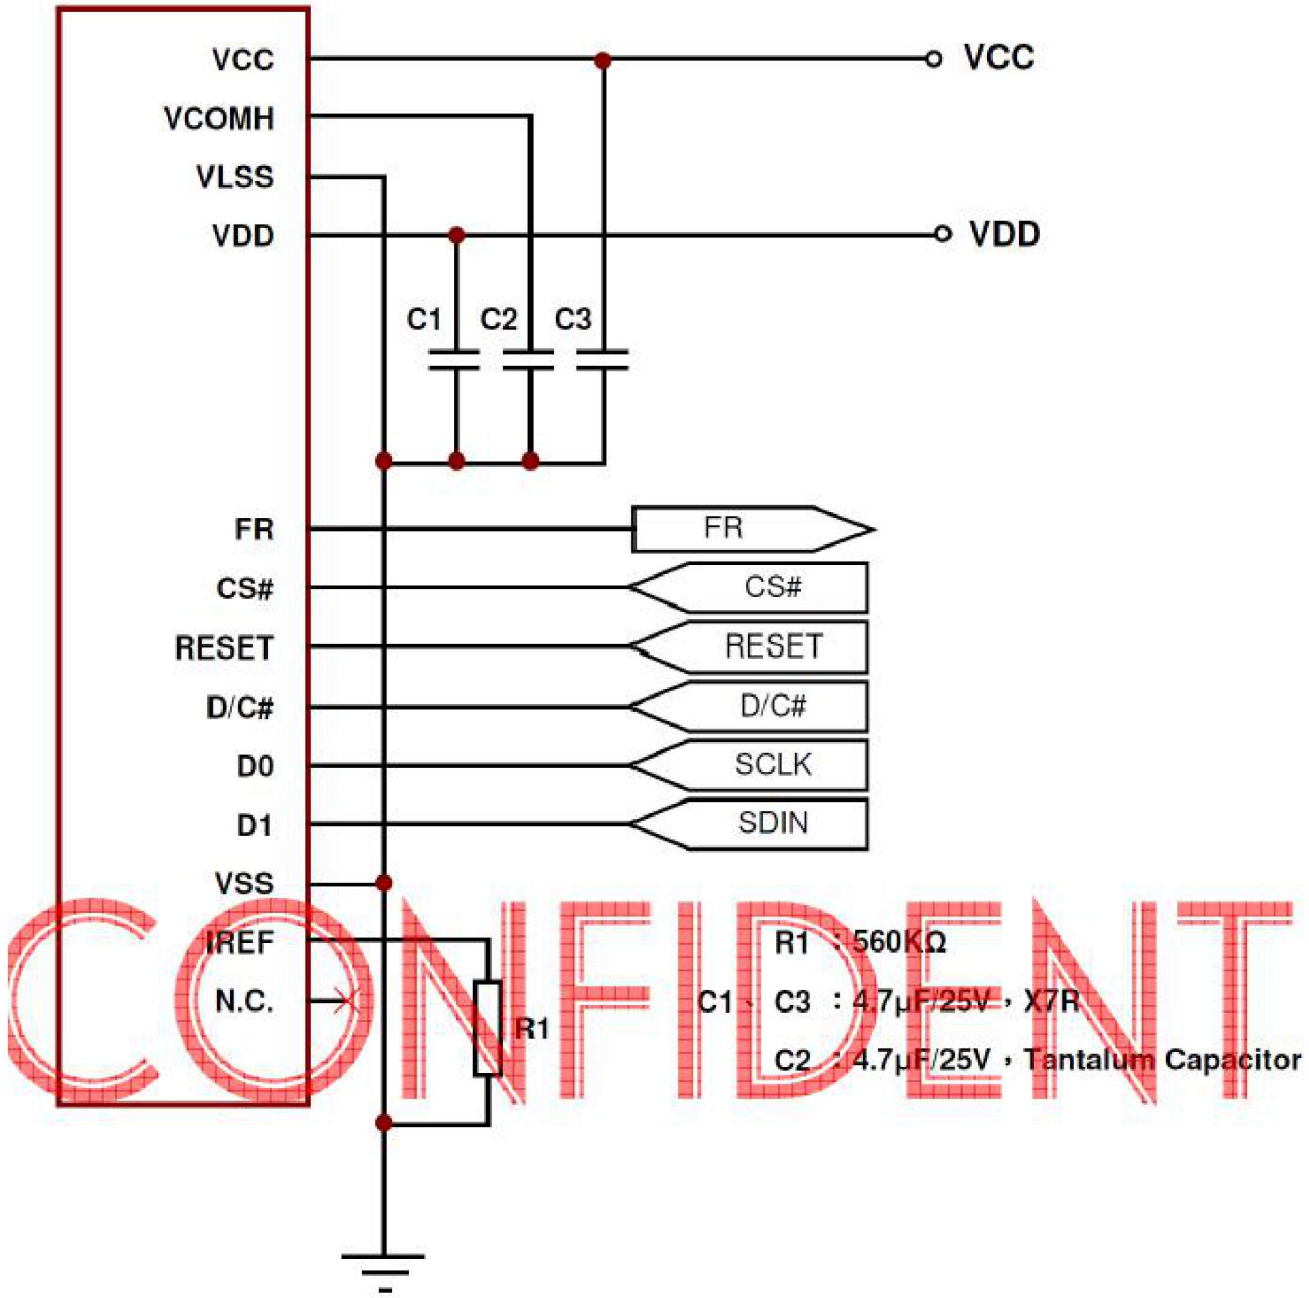 VCC VCC
VCOMH
VLSS
VDD VDD
C1 C2 C3
FR FR
CS# CS#
RESET RESET
D/C# D/C#
D0 SCLK
D1 SDIN
VSS
CONFIDENT
IREF R1 : 560KΩ
N.C. C1、C3 : 4.7µF/25V，X7R
R1
C2 : 4.7µF/25V，Tantalum Capacitor